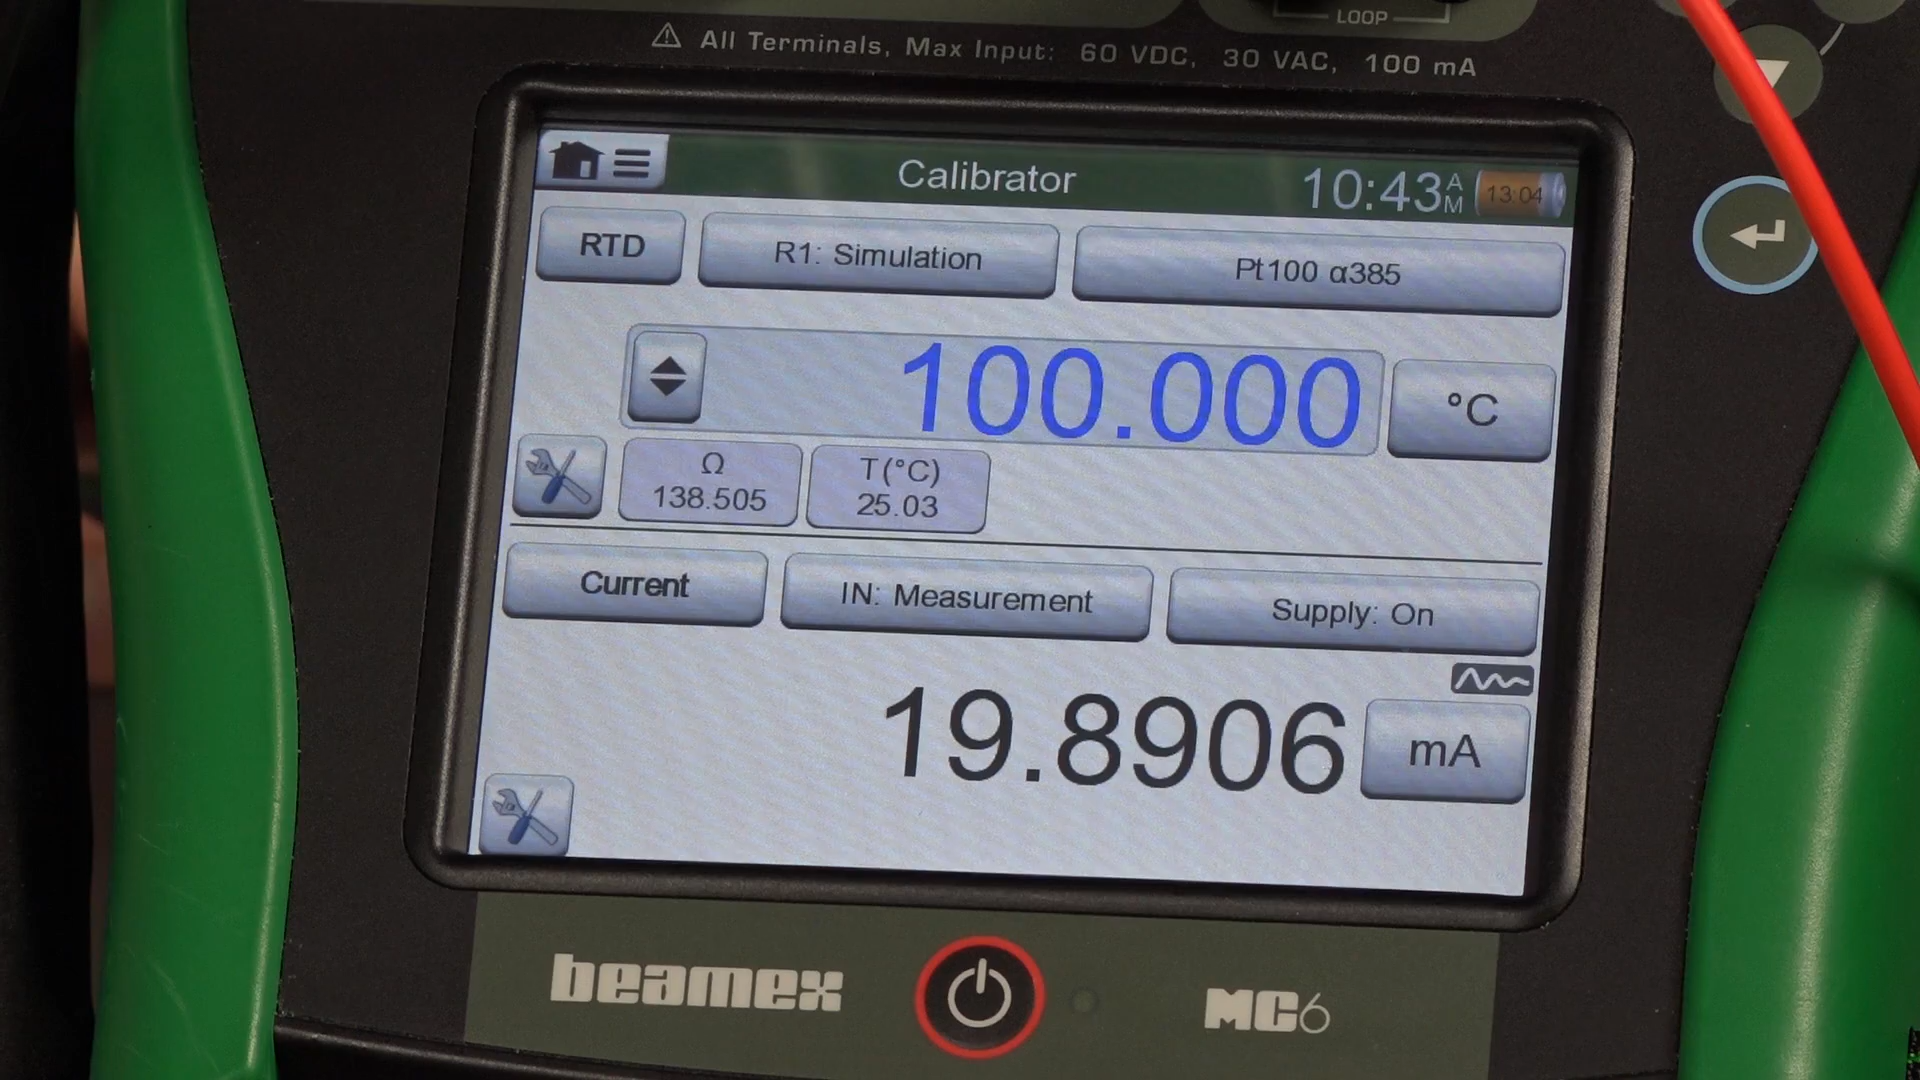 LOOP
⚠ All Terminals, Max Input: 60 VDC, 30 VAC, 100 mA
Calibrator 10:43 AM 13:04
RTD R1: Simulation Pt100 α385
100.000 °C
Ω T(°C)
138.505 25.03
Current IN: Measurement Supply: On
19.8906 mA
beamex MC6